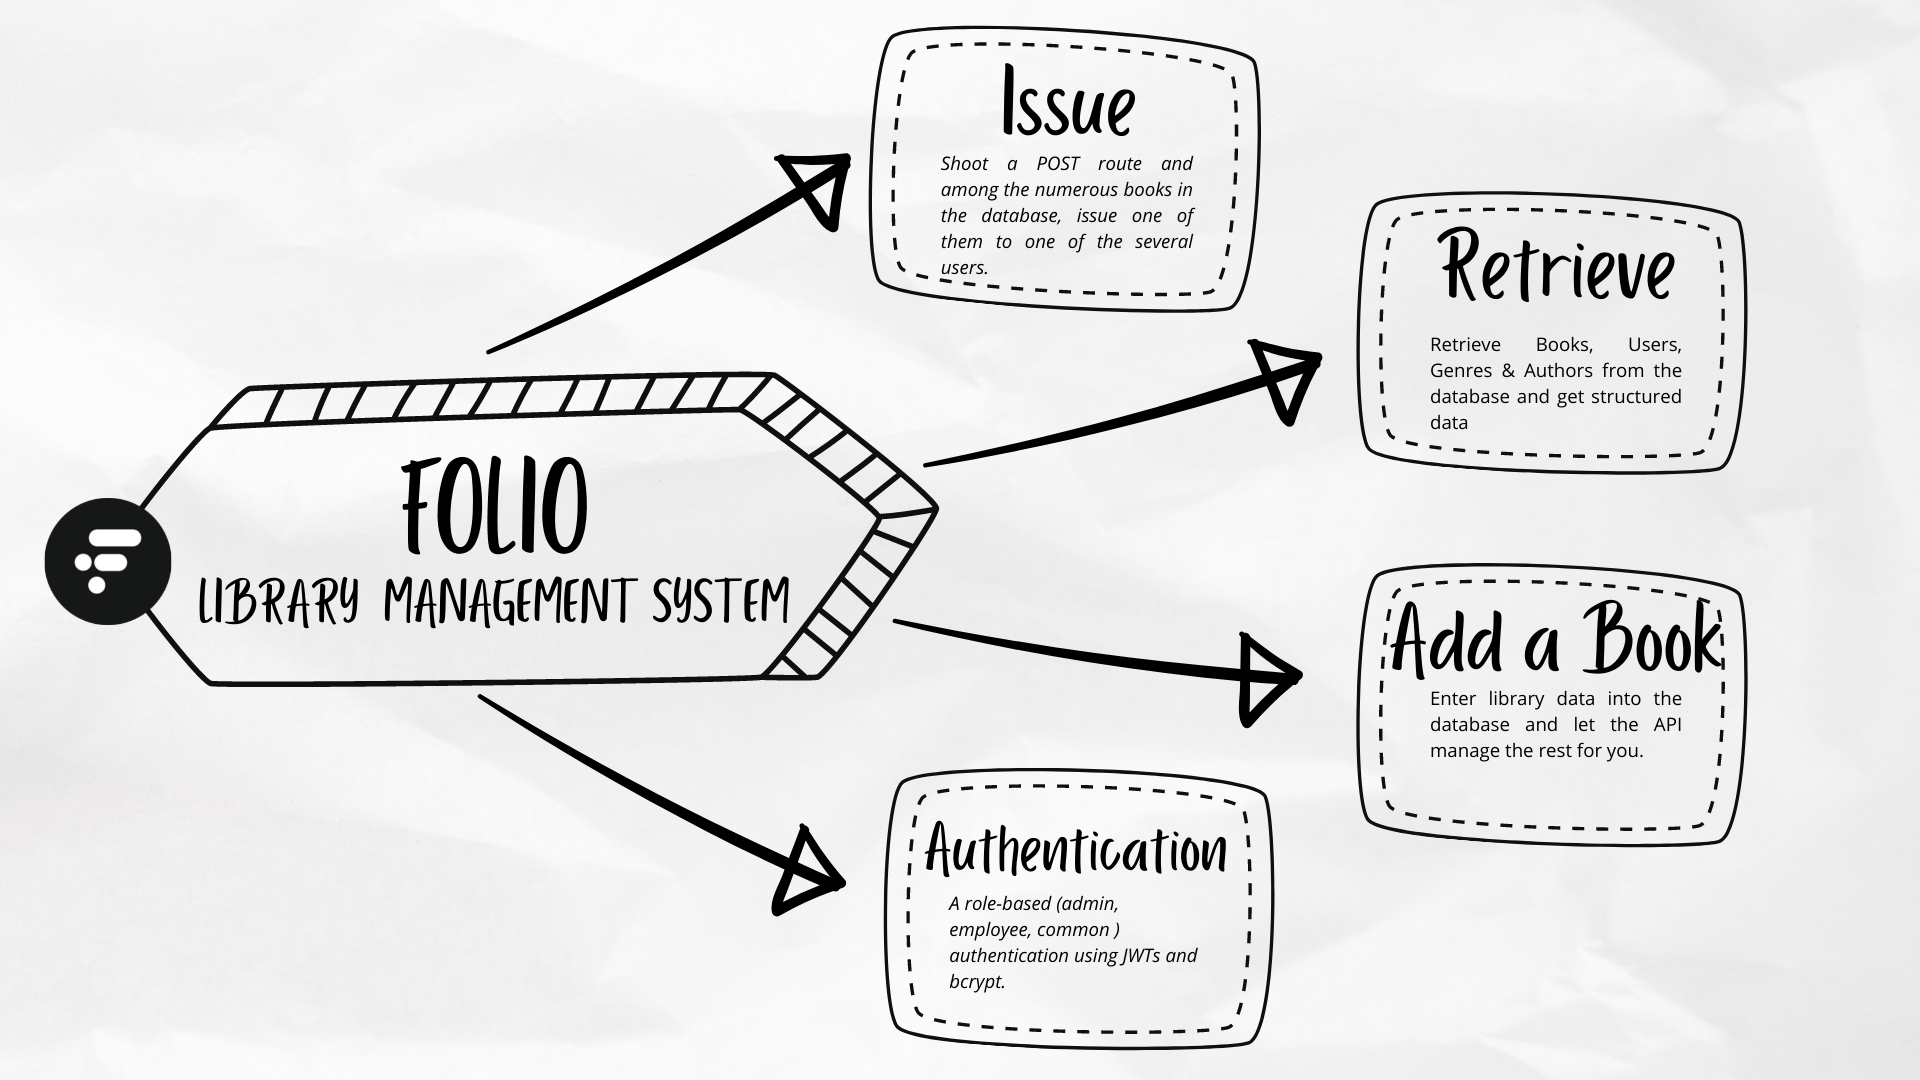 FOLIO
LIBRARY MANAGEMENT SYSTEM
Issue
Shoot a POST route and
among the numerous books in
the database, issue one of
them to one of the several
users.
Retrieve
Retrieve Books, Users,
Genres & Authors from the
database and get structured
data
Add a Book
Enter library data into the
database and let the API
manage the rest for you.
Authentication
A role-based (admin,
employee, common )
authentication using JWTs and
bcrypt.